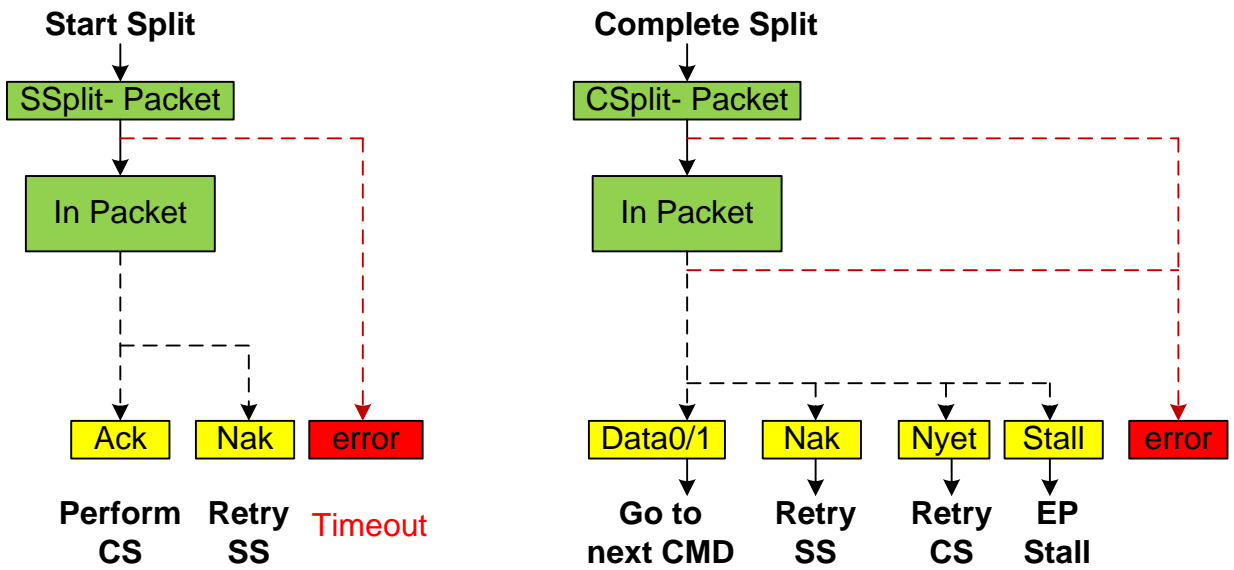 Start Split
SSplit- Packet
In Packet
Ack
Nak
error
Perform
CS
Retry
SS
Timeout
Complete Split
CSplit- Packet
In Packet
Data0/1
Nak
Nyet
Stall
error
Go to
next CMD
Retry
SS
Retry
CS
EP
Stall